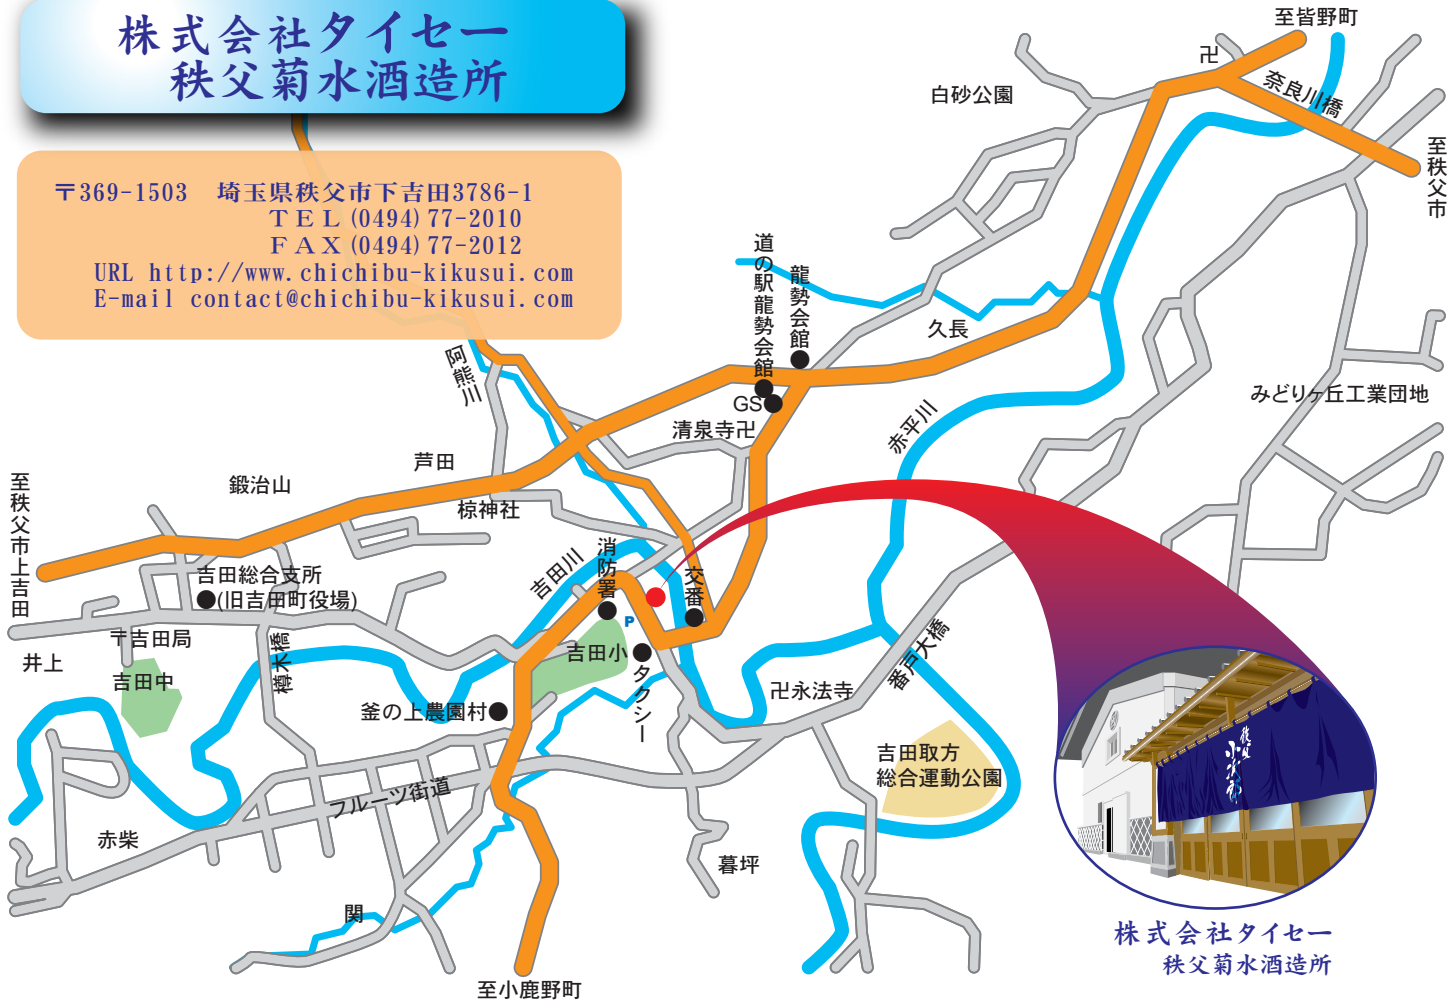 株式会社タイセー
秩父菊水酒造所
〒369-1503 埼玉県秩父市下吉田3786-1
ＴＥＬ(0494)77-2010
ＦＡＸ(0494)77-2012
URL http://www.chichibu-kikusui.com
E-mail contact@chichibu-kikusui.com
至皆野町
卍
奈良川橋
白砂公園
至秩父市
道の駅龍勢会館
龍勢会館
久長
阿熊川
GS
清泉寺卍
赤平川
みどりヶ丘工業団地
芦田
鍛治山
椋神社
至秩父市上吉田
吉田川
消防署
交番
吉田総合支所
(旧吉田町役場)
P
〒吉田局
井上
樽木橋
吉田小
タクシー
番戸大橋
吉田中
卍永法寺
釜の上農園村
吉田取方
総合運動公園
フルーツ街道
赤柴
暮坪
関
至小鹿野町
株式会社タイセー
秩父菊水酒造所